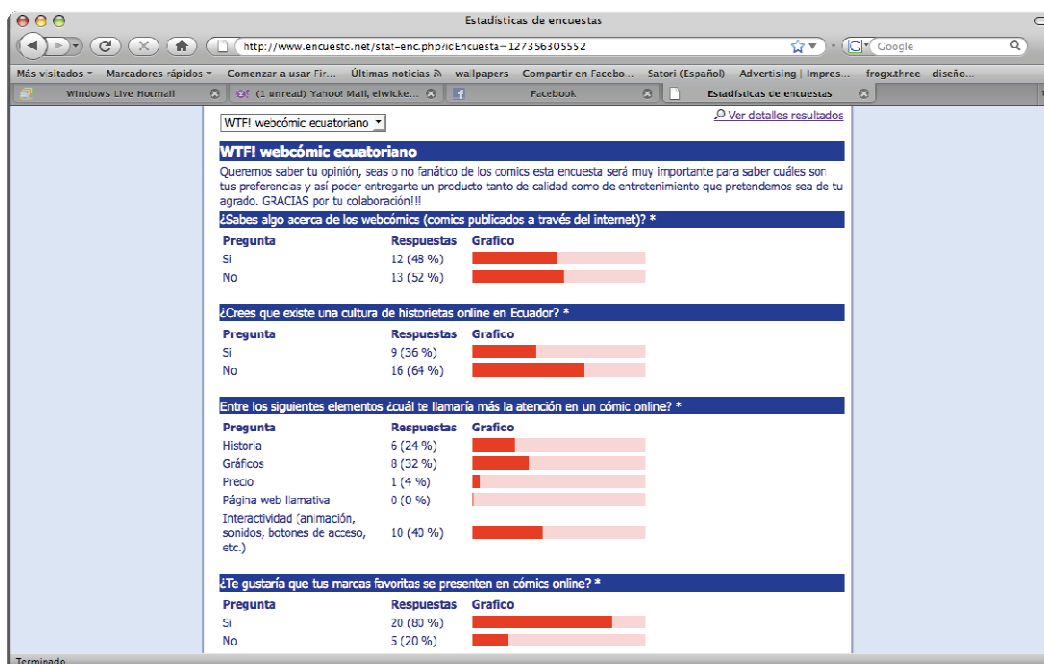 Estadísticas de encuestas
http://www.encuesto.net/stat-enc.php?icEncuesta=127356305552
Google
Más visitados Marcadores rápidos Comenzar a usar Fir... Últimas noticias wallpapers Compartir en Facebo... Satori (Español) Advertising | Impres... frogx.three diseño...
Windows Live Hotmail (1 unread) Yahoo! Mail, elwicke... Facebook Estadísticas de encuestas
WTF! webcómic ecuatoriano Ver detalles resultados
WTF! webcómic ecuatoriano
Queremos saber tu opinión, seas o no fanático de los comics esta encuesta será muy importante para saber cuáles son
tus preferencias y así poder entregarte un producto tanto de calidad como de entretenimiento que pretendemos sea de tu
agrado. GRACIAS por tu colaboración!!!
¿Sabes algo acerca de los webcómics (comics publicados a través del internet)? *
Pregunta Respuestas Grafico
Si 12 (48 %)
No 13 (52 %)
¿Crees que existe una cultura de historietas online en Ecuador? *
Pregunta Respuestas Grafico
Si 9 (36 %)
No 16 (64 %)
Entre los siguientes elementos ¿cuál te llamaría más la atención en un cómic online? *
Pregunta Respuestas Grafico
Historia 6 (24 %)
Gráficos 8 (32 %)
Precio 1 (4 %)
Página web llamativa 0 (0 %)
Interactividad (animación,
sonidos, botones de acceso, 10 (40 %)
etc.)
¿Te gustaría que tus marcas favoritas se presenten en cómics online? *
Pregunta Respuestas Grafico
Si 20 (80 %)
No 5 (20 %)
Terminado